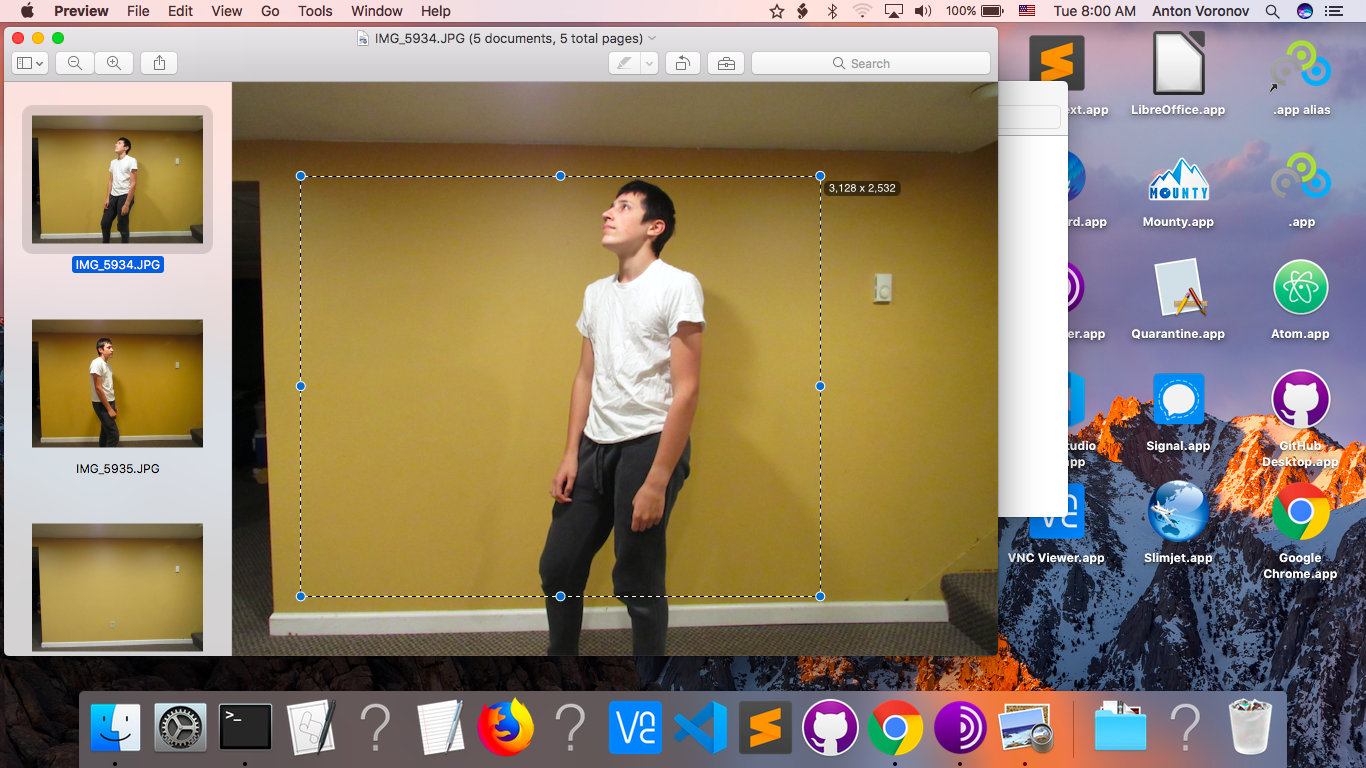 Preview File Edit View Go Tools Window Help 100% Tue 8:00 AM Anton Voronov
IMG_5934.JPG (5 documents, 5 total pages)
Search
IMG_5934.JPG
IMG_5935.JPG
3,128 x 2,532
ext.app LibreOffice.app .app alias
MOUNTY
rd.app Mounty.app .app
er.app Quarantine.app Atom.app
tudio Signal.app GitHub
pp Desktop.app
VNC Viewer.app Slimjet.app Google
Chrome.app
>_